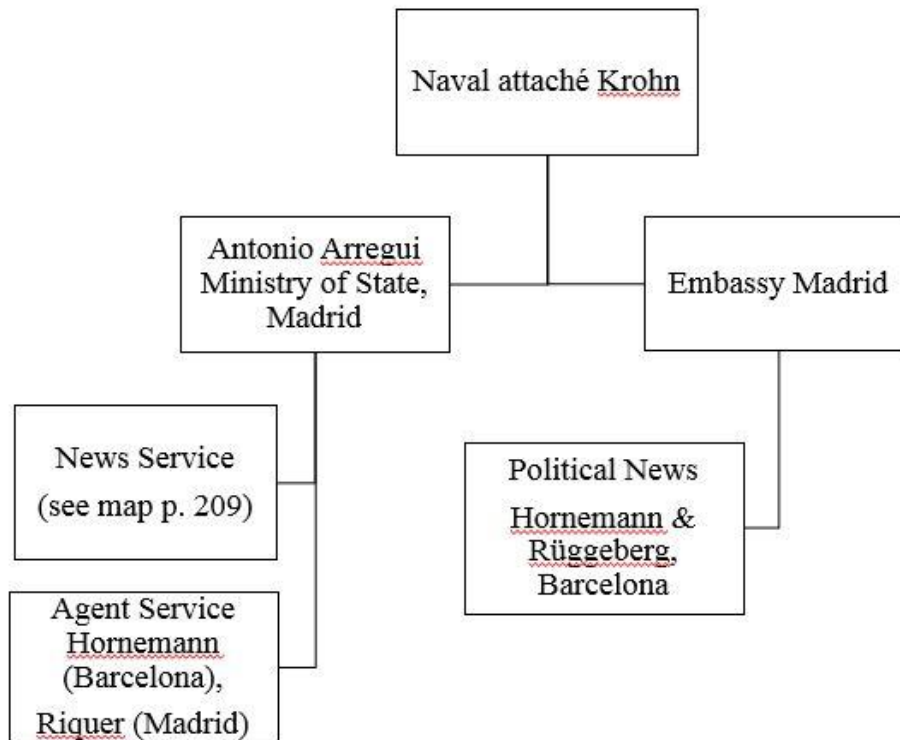 Naval attaché Krohn
Antonio Arregui
Ministry of State,
Madrid
Embassy Madrid
News Service
(see map p. 209)
Political News
Hornemann &
Rüggeberg,
Barcelona
Agent Service
Hornemann
(Barcelona),
Riquer (Madrid)